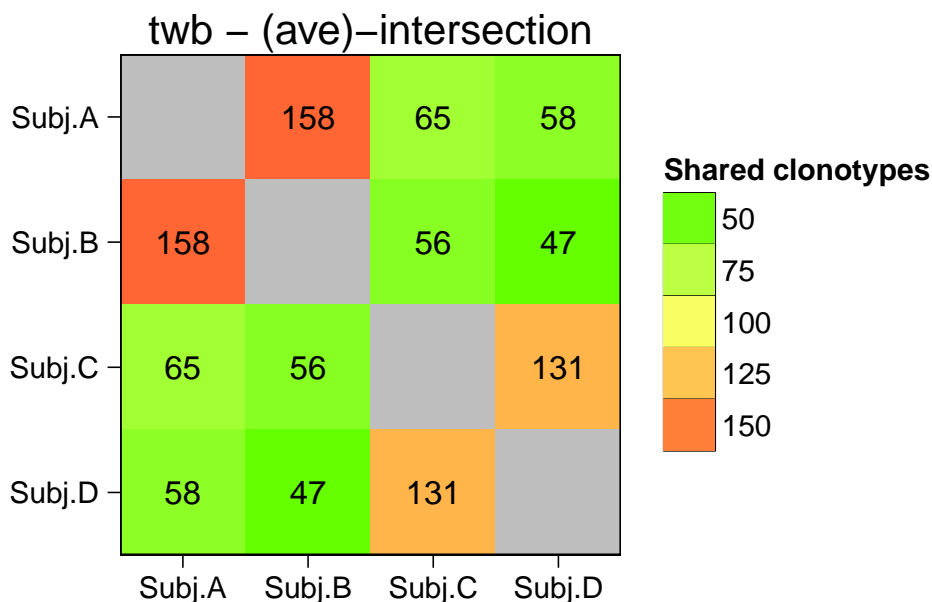 twb − (ave)−intersection
Subj.A 158 65 58
Subj.B 158 56 47
Subj.C 65 56 131
Subj.D 58 47 131
Subj.A Subj.B Subj.C Subj.D
Shared clonotypes
50
75
100
125
150